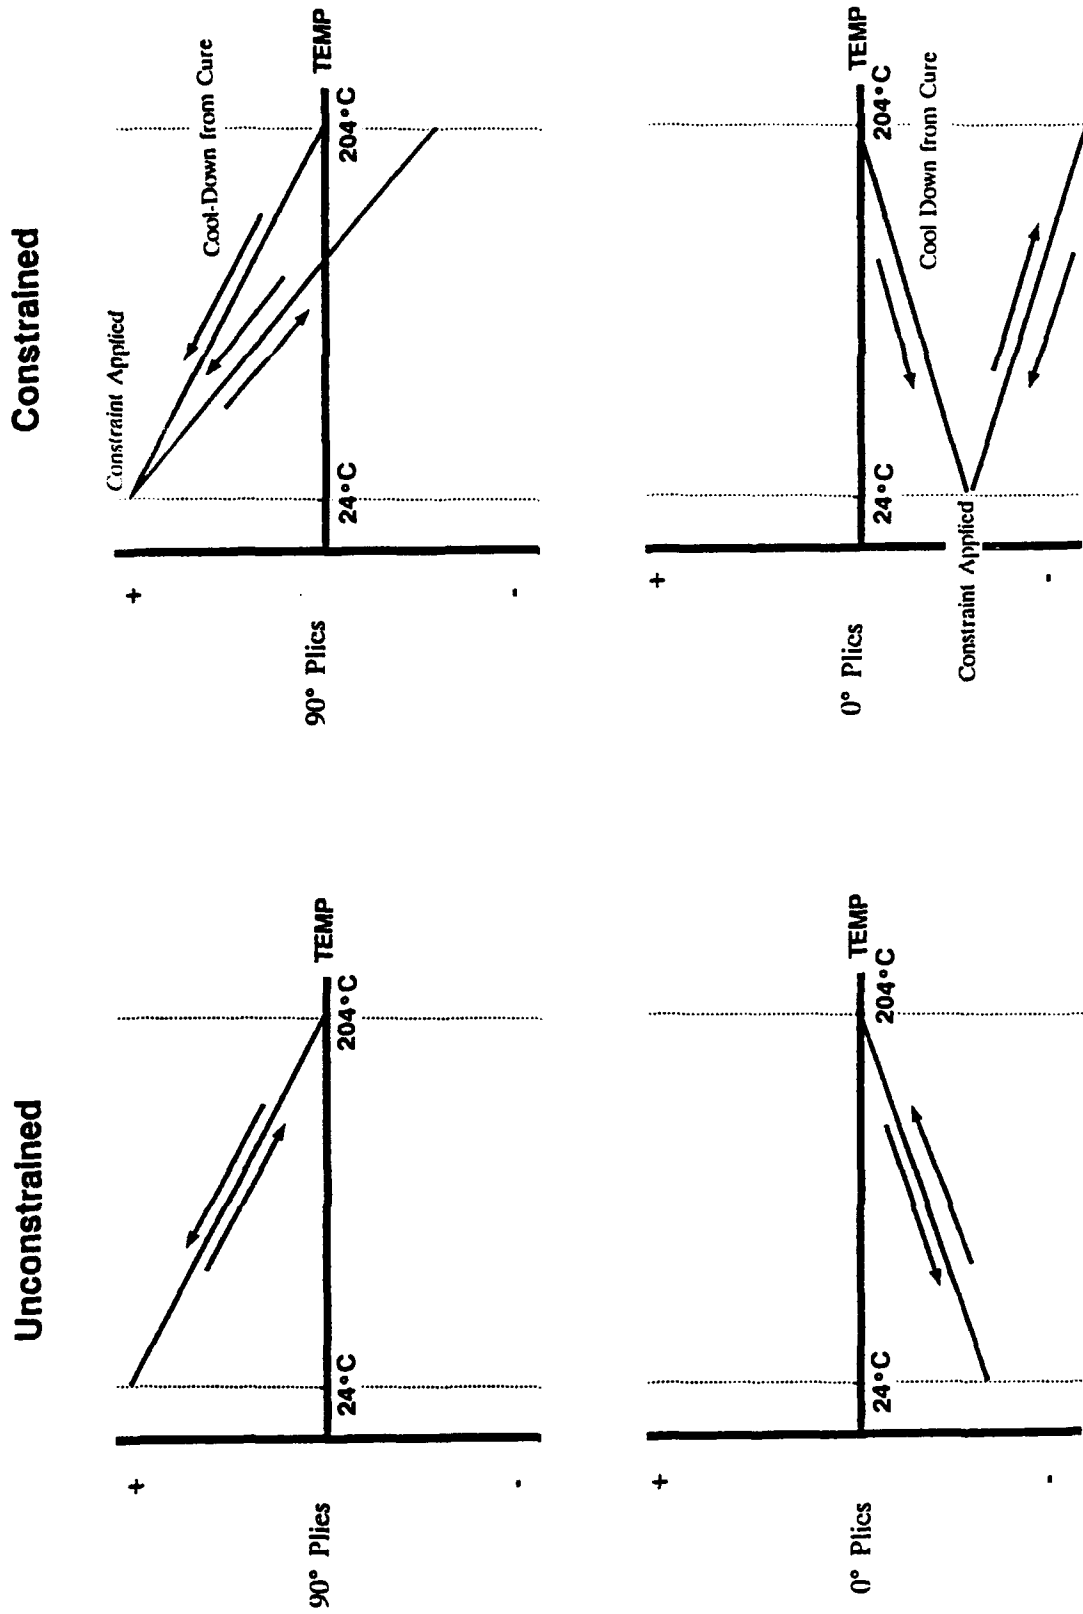 Unconstrained
Constrained
+
90° Plies
-
24°C
204°C
TEMP
Constraint Applied
Cool-Down from Cure
+
90° Plies
-
24°C
204°C
TEMP
+
0° Plies
-
24°C
204°C
TEMP
+
0° Plies
-
24°C
204°C
TEMP
Constraint Applied
Cool Down from Cure